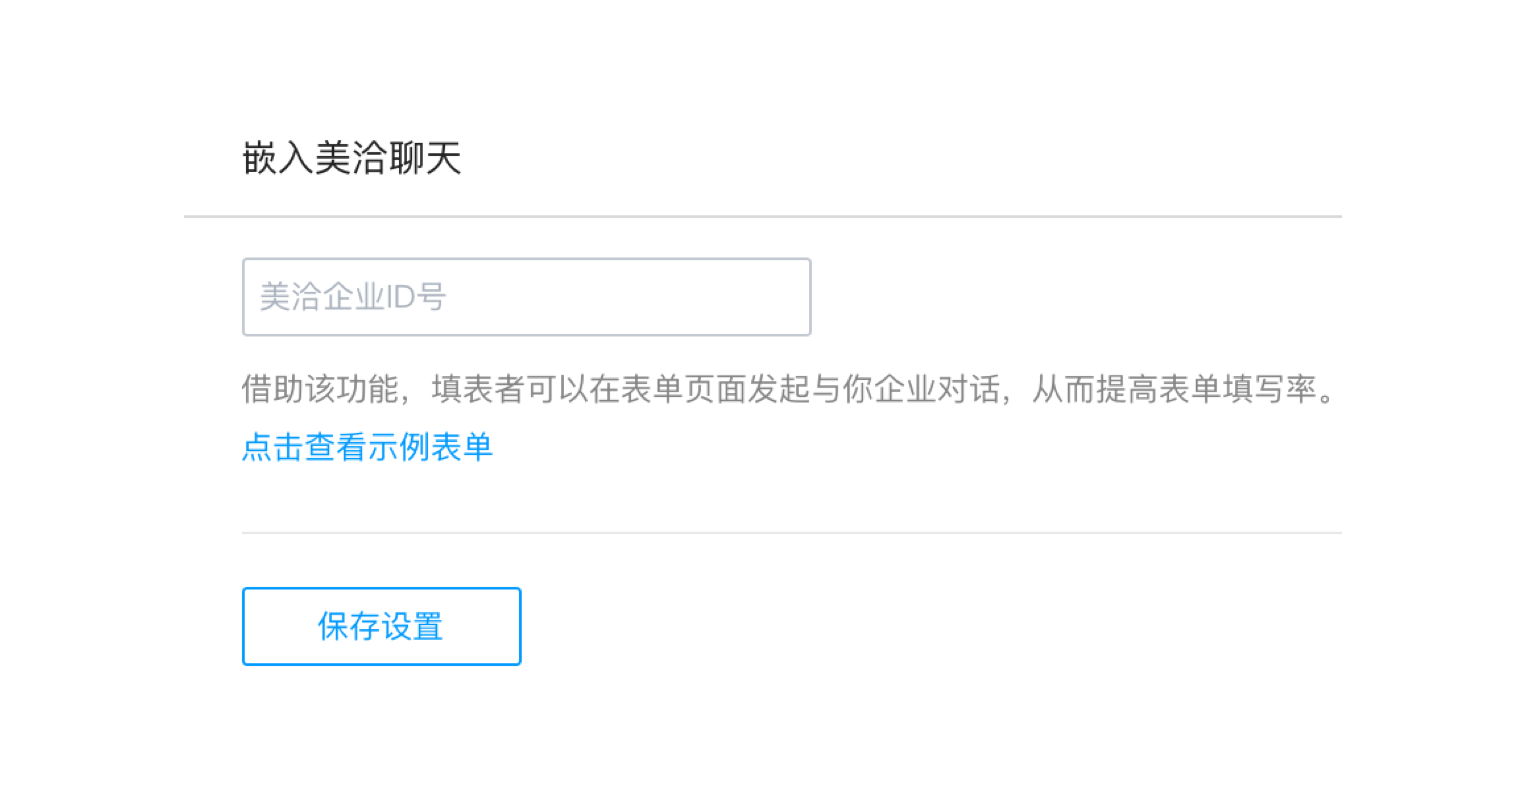 嵌入美洽聊天
美洽企业ID号
借助该功能，填表者可以在表单页面发起与你企业对话，从而提高表单填写率。
点击查看示例表单
保存设置